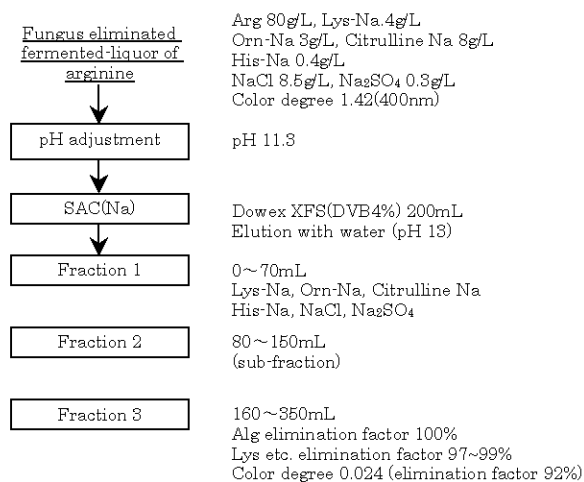 Fungus eliminated
fermented-liquor of
arginine
Arg 80g/L, Lys-Na.4g/L
Orn-Na 3g/L, Citrulline Na 8g/L
His-Na 0.4g/L
NaCl 8.5g/L, Na₂SO₄ 0.3g/L
Color degree 1.42(400nm)
pH adjustment
pH 11.3
SAC(Na)
Dowex XFS(DVB4%) 200mL
Elution with water (pH 13)
Fraction 1
0～70mL
Lys-Na, Orn-Na, Citrulline Na
His-Na, NaCl, Na₂SO₄
Fraction 2
80～150mL
(sub-fraction)
Fraction 3
160～350mL
Alg elimination factor 100%
Lys etc. elimination factor 97~99%
Color degree 0.024 (elimination factor 92%)